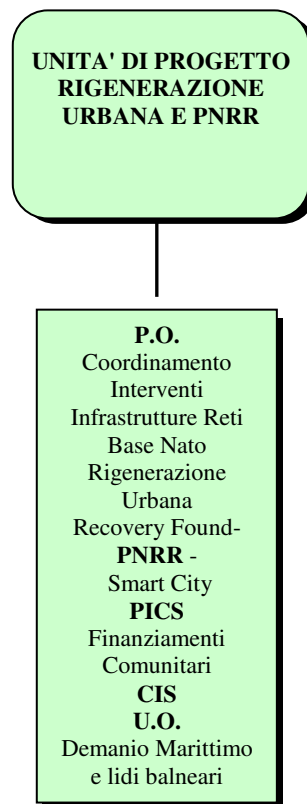 UNITA' DI PROGETTO
RIGENERAZIONE
URBANA E PNRR
P.O.
Coordinamento
Interventi
Infrastrutture Reti
Base Nato
Rigenerazione
Urbana
Recovery Found-
PNRR -
Smart City
PICS
Finanziamenti
Comunitari
CIS
U.O.
Demanio Marittimo
e lidi balneari